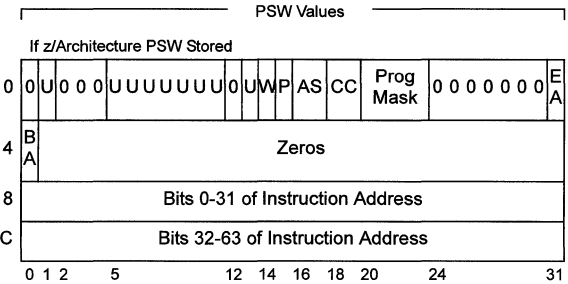 PSW Values
If z/Architecture PSW Stored
0 0 U 0 0 0 U U U U U U U 0 U W P AS CC Prog Mask 0 0 0 0 0 0 0 E A
4 B A Zeros
8 Bits 0-31 of Instruction Address
C Bits 32-63 of Instruction Address
0 1 2 5 12 14 16 18 20 24 31